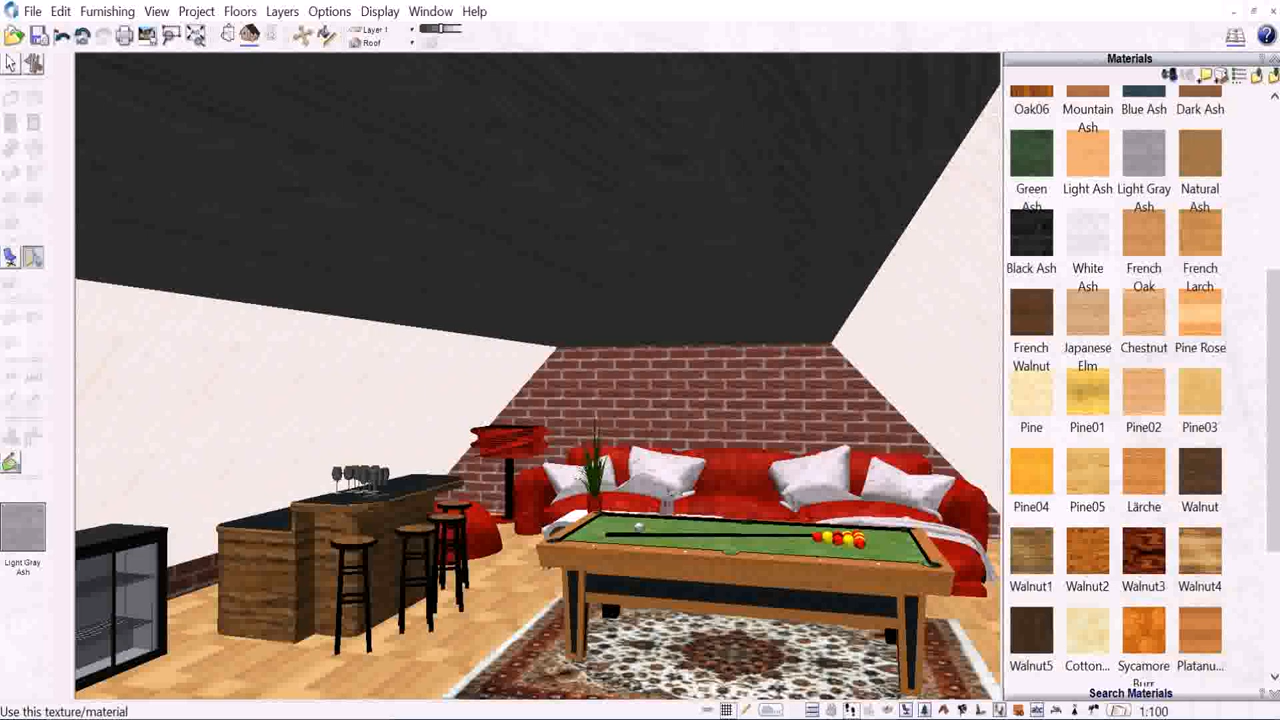 File Edit Furnishing View Project Floors Layers Options Display Window Help
Layer 1
Roof
Materials
Oak06 Mountain Ash Blue Ash Dark Ash
Green Ash Light Ash Light Gray Ash Natural Ash
Black Ash White Ash French Oak French Larch
French Walnut Japanese Elm Chestnut Pine Rose
Pine Pine01 Pine02 Pine03
Pine04 Pine05 Lärche Walnut
Walnut1 Walnut2 Walnut3 Walnut4
Walnut5 Cotton... Sycamore Burr Platanu...
Light Gray
Ash
Search Materials
Use this texture/material
1:100